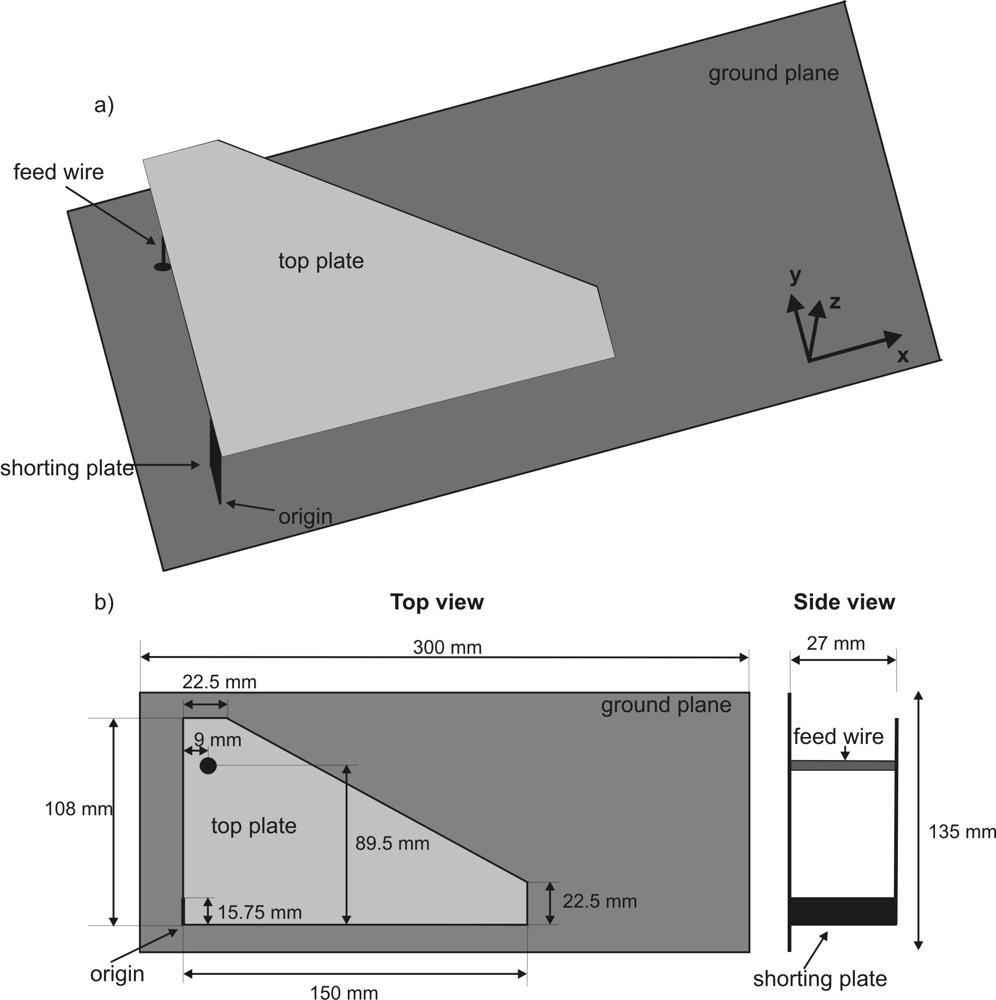 ground plane
a)
feed wire
top plate
y
z
x
shorting plate
origin
b)
Top view
Side view
300 mm
27 mm
22.5 mm
ground plane
9 mm
feed wire
108 mm
top plate
89.5 mm
135 mm
15.75 mm
22.5 mm
origin
shorting plate
150 mm